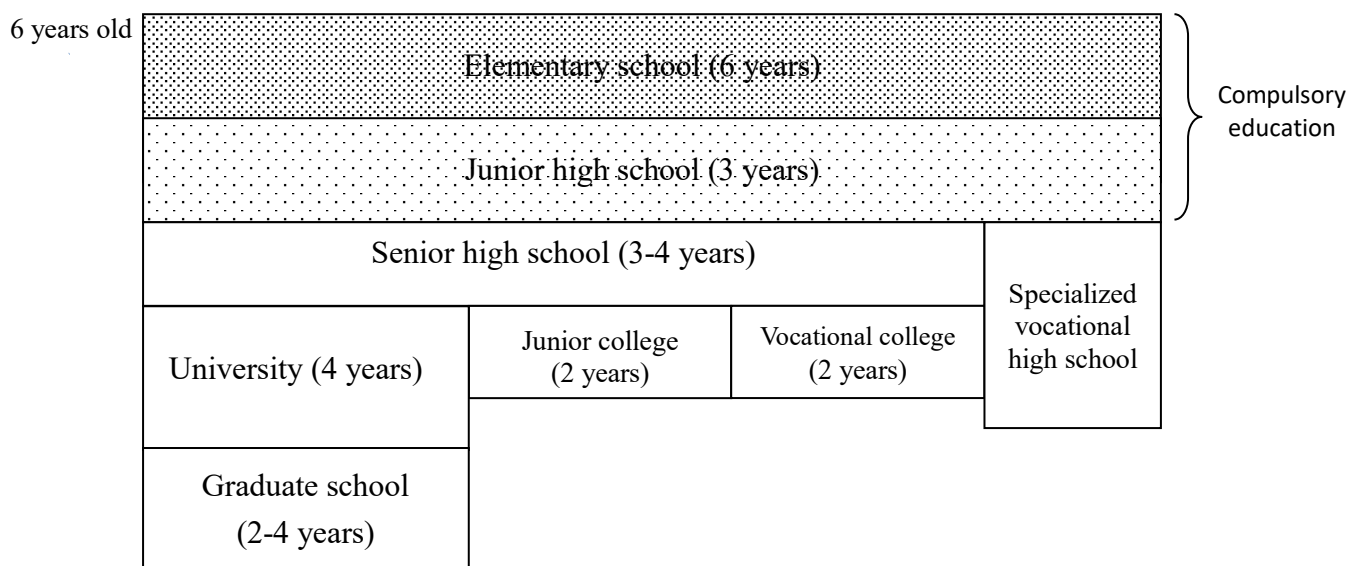 6 years old
Elementary school (6 years)
Compulsory
education
Junior high school (3 years)
Senior high school (3-4 years)
Specialized
vocational
high school
University (4 years)
Junior college
(2 years)
Vocational college
(2 years)
Graduate school
(2-4 years)